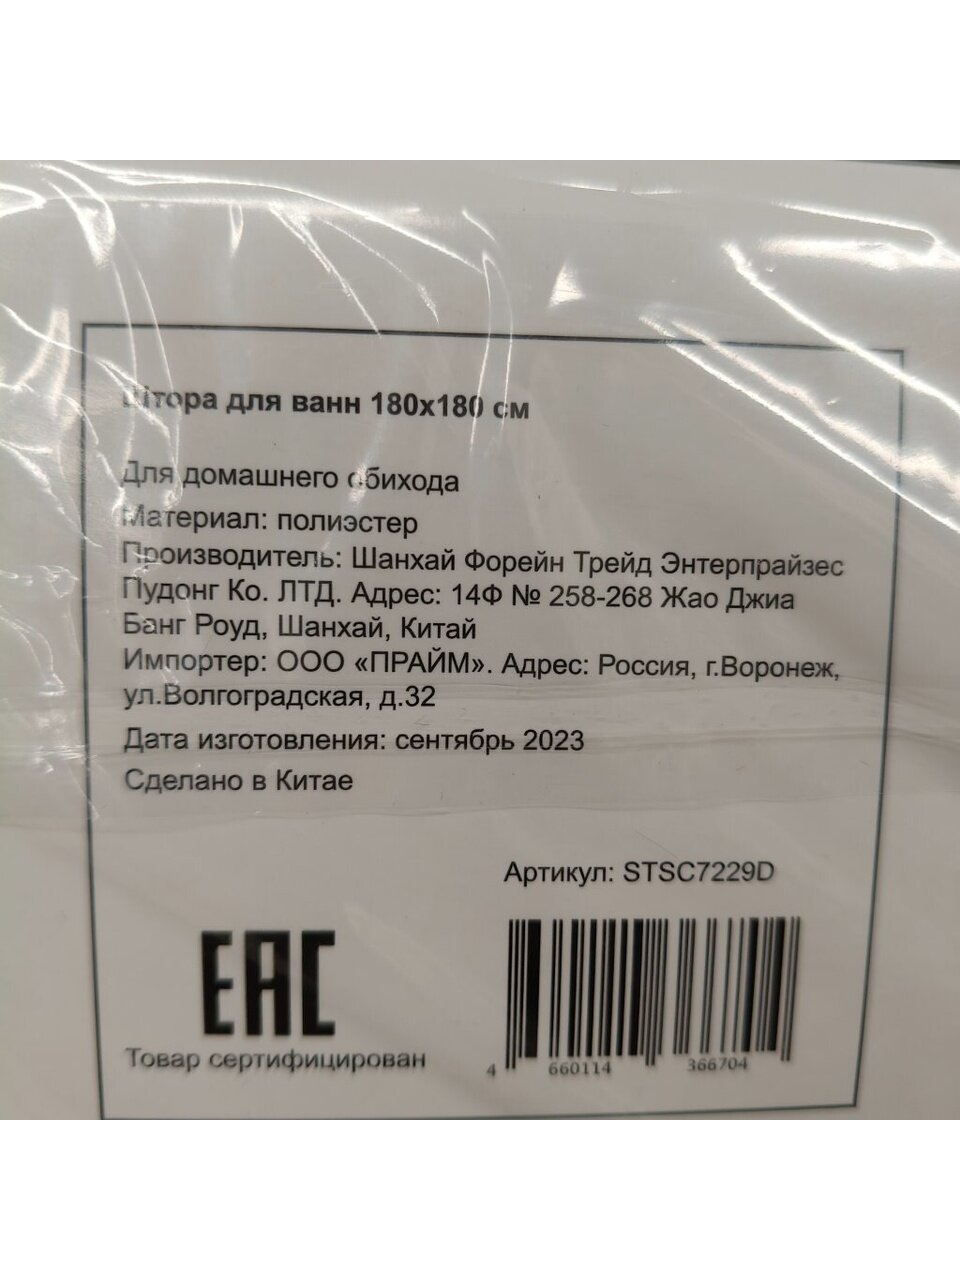 Штора для ванн 180x180 см
Для домашнего обихода
Материал: полиэстер
Производитель: Шанхай Форейн Трейд Энтерпрайзес
Пудонг Ко. ЛТД. Адрес: 14Ф № 258-268 Жао Джиа
Банг Роуд, Шанхай, Китай
Импортер: ООО «ПРАЙМ». Адрес: Россия, г.Воронеж,
ул.Волгоградская, д.32
Дата изготовления: сентябрь 2023
Сделано в Китае
Артикул: STSC7229D
EAC
Товар сертифицирован
4 660114 366704